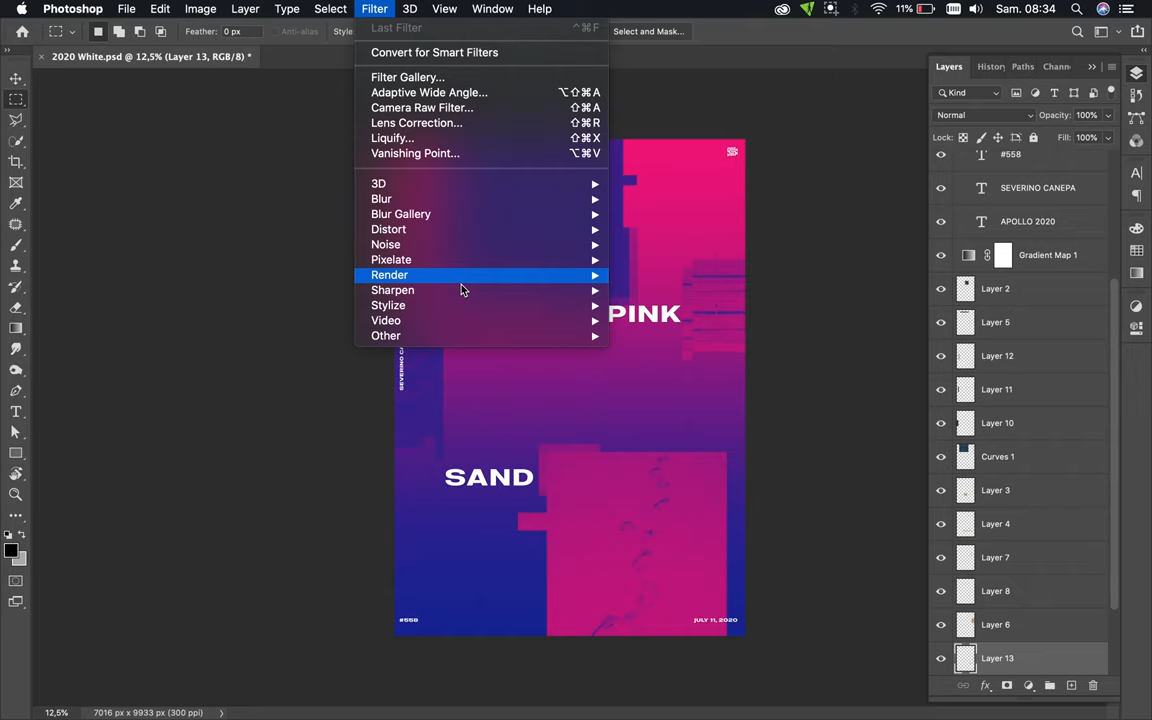 Photoshop File Edit Image Layer Type Select Filter 3D View Window Help 11% Sam. 08:34
Last Filter ^⌘F
Feather: 0 px Anti-alias Style Select and Mask...
Convert for Smart Filters
2020 White.psd @ 12,5% (Layer 13, RGB/8) *
Filter Gallery...
Adaptive Wide Angle... ⌥⇧⌘A
Camera Raw Filter... ⇧⌘A
Lens Correction... ⇧⌘R
Liquify... ⇧⌘X
Vanishing Point... ⌥⌘V
3D
Blur
Blur Gallery
Distort
Noise
Pixelate
Render
Sharpen
Stylize
Video
Other
PINK
SEVERINO CA
SAND
#558
JULY 11, 2020
Layers History Paths Chann
Kind
Normal Opacity: 100%
Lock: Fill: 100%
#558
SEVERINO CANEPA
APOLLO 2020
Gradient Map 1
Layer 2
Layer 5
Layer 12
Layer 11
Layer 10
Curves 1
Layer 3
Layer 4
Layer 7
Layer 8
Layer 6
Layer 13
12,5% 7016 px x 9933 px (300 ppi)